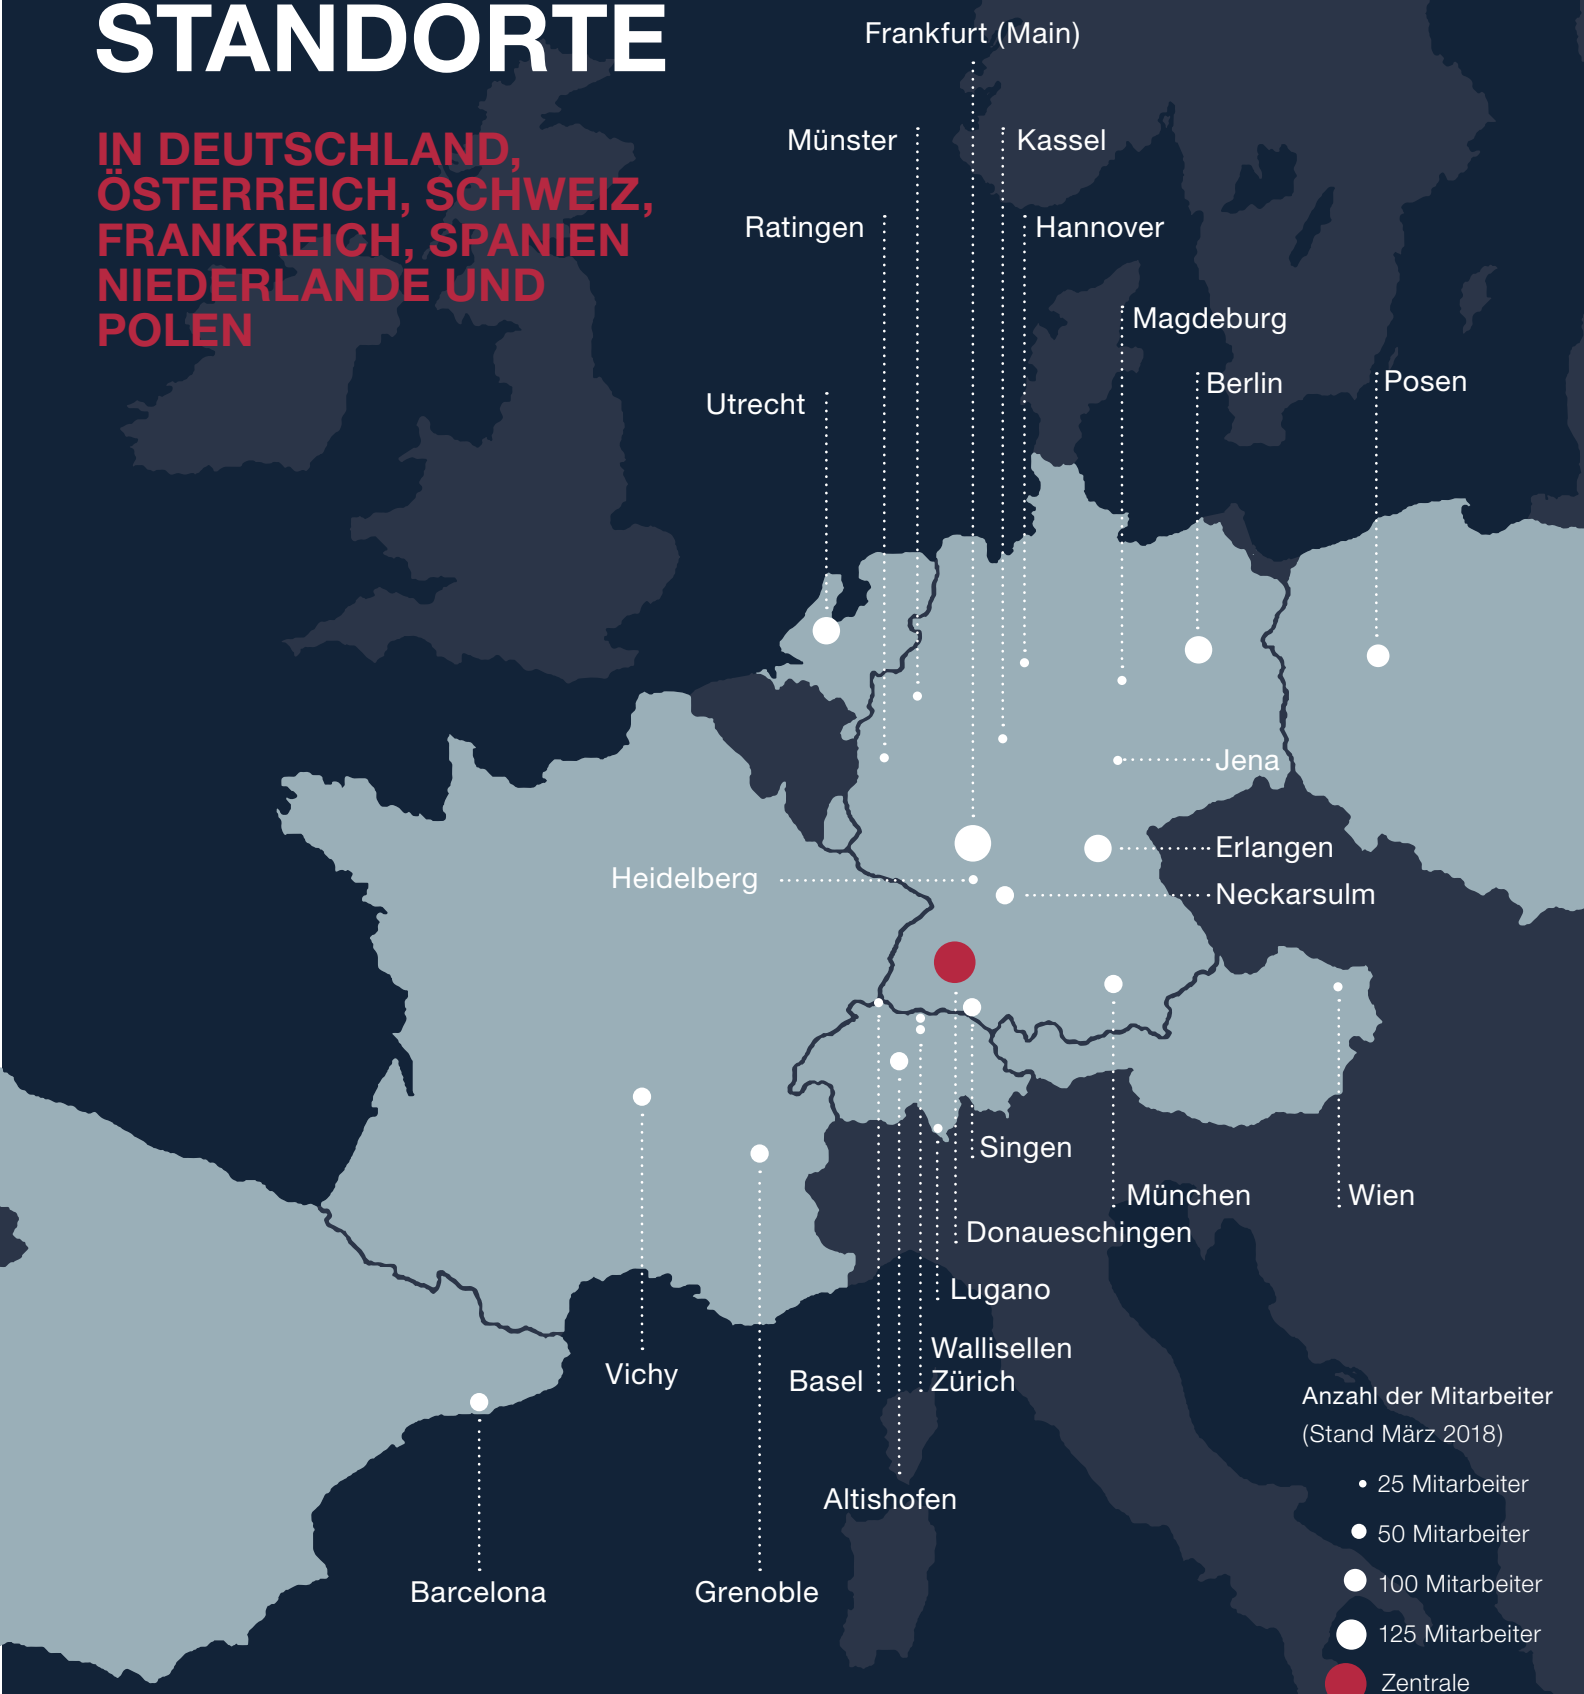 STANDORTE
IN DEUTSCHLAND,
ÖSTERREICH, SCHWEIZ,
FRANKREICH, SPANIEN
NIEDERLANDE UND
POLEN
Frankfurt (Main)
Münster
Kassel
Ratingen
Hannover
Magdeburg
Utrecht
Berlin
Posen
Jena
Erlangen
Heidelberg
Neckarsulm
Singen
München
Wien
Donaueschingen
Lugano
Wallisellen
Vichy
Basel
Zürich
Altishofen
Barcelona
Grenoble
Anzahl der Mitarbeiter
(Stand März 2018)
25 Mitarbeiter
50 Mitarbeiter
100 Mitarbeiter
125 Mitarbeiter
Zentrale